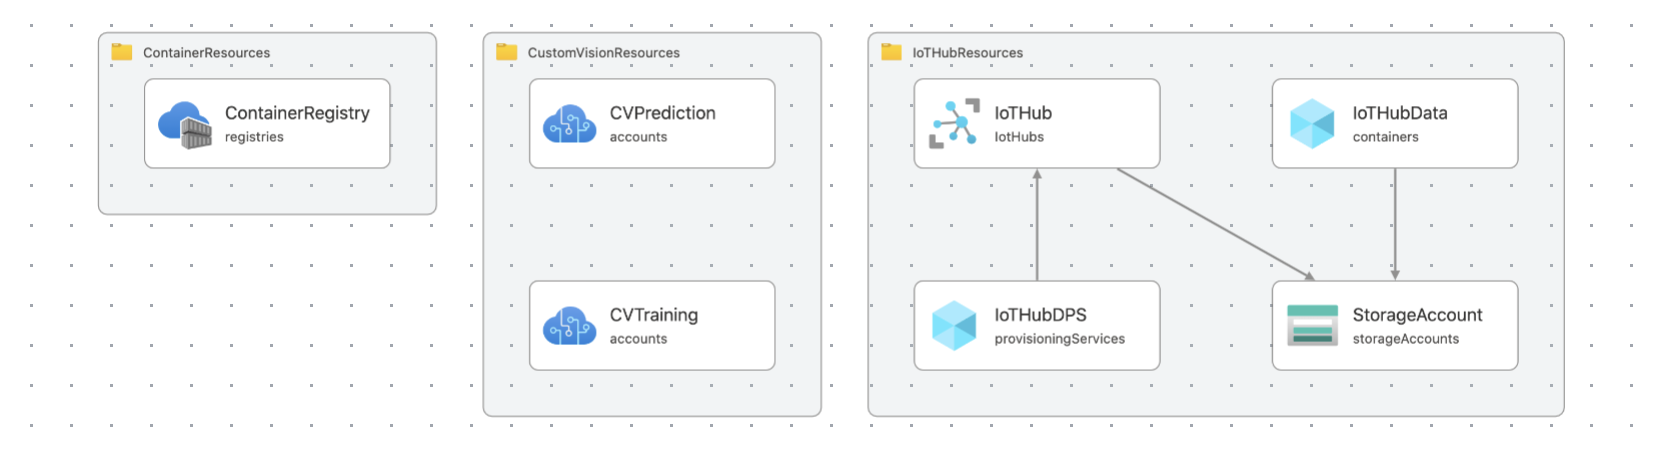 ContainerResources
ContainerRegistry
registries
CustomVisionResources
CVPrediction
accounts
CVTraining
accounts
IoTHubResources
IoTHub
IotHubs
IoTHubData
containers
IoTHubDPS
provisioningServices
StorageAccount
storageAccounts